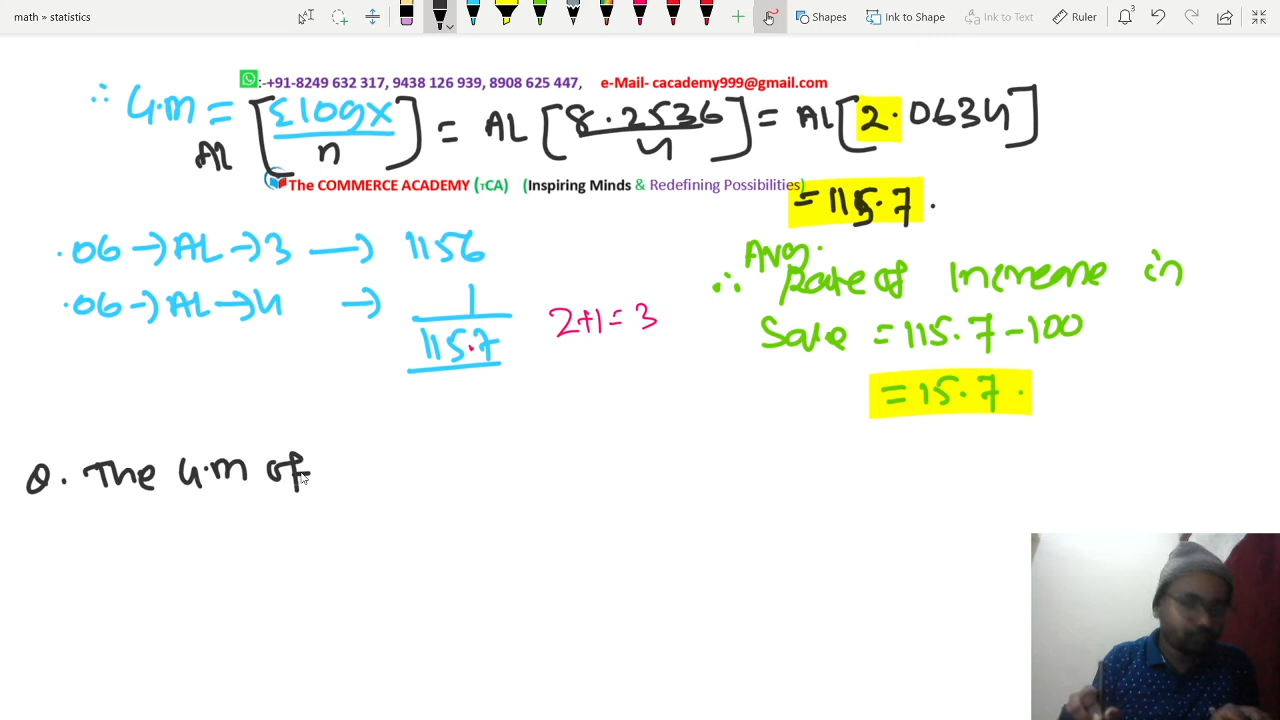 math » statistics
Shapes Ink to Shape Ink to Text Ruler
:-+91-8249 632 317, 9438 126 939, 8908 625 447, e-Mail- cacademy999@gmail.com
∴ G.M = AL [Σlogx/n] = AL [8.2536/4] = AL [2.0634]
The COMMERCE ACADEMY (TCA) (Inspiring Minds & Redefining Possibilities)
= 115.7.
.06 → AL → 3 → 1156
.06 → AL → 4 → 1
115.7
2+1=3
∴ Avg. Rate of Increase in
Sale = 115.7-100
= 15.7.
Q. The G.M of